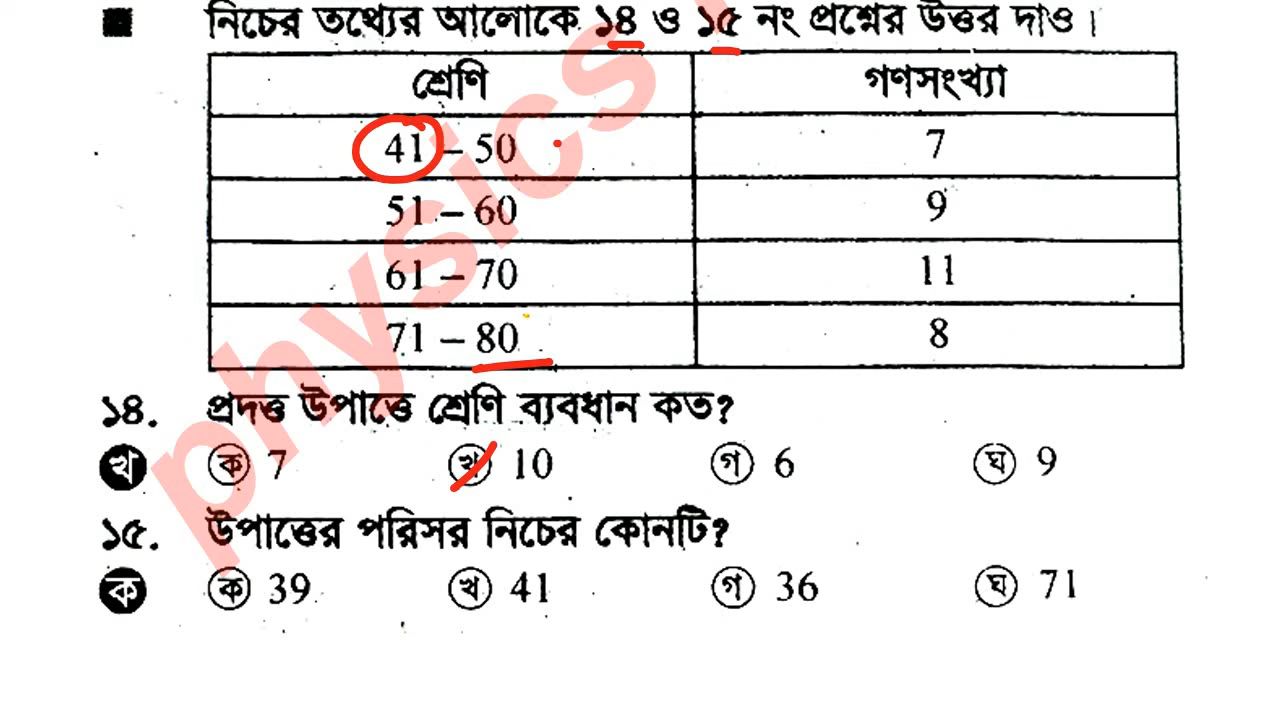 ■ নিচের তথ্যের আলোকে ১৪ ও ১৫ নং প্রশ্নের উত্তর দাও।
শ্রেণি গণসংখ্যা
41 – 50 7
51 – 60 9
61 – 70 11
71 – 80 8
১৪. প্রদত্ত উপাত্তে শ্রেণি ব্যবধান কত?
খ ক 7 খ 10 গ 6 ঘ 9
১৫. উপাত্তের পরিসর নিচের কোনটি?
ক ক 39 খ 41 গ 36 ঘ 71
physics